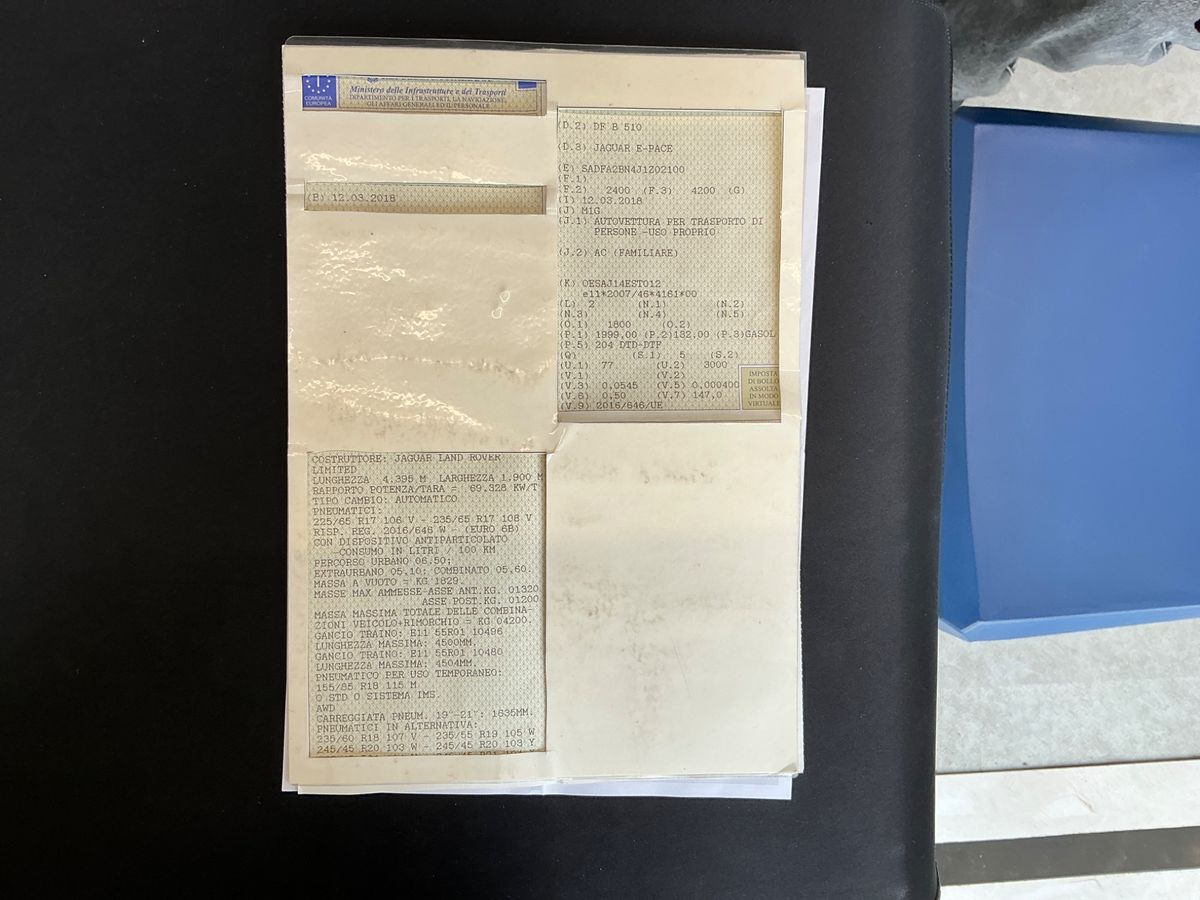 COMUNITÀ
EUROPEA
Ministero delle Infrastrutture e dei Trasporti
DIPARTIMENTO PER I TRASPORTI, LA NAVIGAZIONE,
GLI AFFARI GENERALI ED IL PERSONALE
(B) 12.03.2018
(D.2) DF B 510
(D.3) JAGUAR E-PACE
(E) SADFA2BN4J1Z02100
(F.1)
(F.2) 2400 (F.3) 4200 (G)
(I) 12.03.2018
(J) M1G
(J.1) AUTOVETTURA PER TRASPORTO DI
PERSONE -USO PROPRIO
(J.2) AC (FAMILIARE)
(K) OESAJ14EST012
e11*2007/46*4161*00
(L) 2 (N.1) (N.2)
(N.3) (N.4) (N.5)
(O.1) 1800 (O.2)
(P.1) 1999,00 (P.2)132,00 (P.3)GASOL
(P.5) 204 DTD-DTF
(Q) (S.1) 5 (S.2)
(U.1) 77 (U.2) 3000
(V.1) (V.2)
(V.3) 0,0545 (V.5) 0,000400
(V.6) 0,50 (V.7) 147,0
(V.9) 2016/646/UE
IMPOSTA
DI BOLLO
ASSOLTA
IN MODO
VIRTUALE
COSTRUTTORE: JAGUAR LAND ROVER
LIMITED
LUNGHEZZA 4.395 M LARGHEZZA 1.900 M
RAPPORTO POTENZA/TARA = 69.328 KW/T
TIPO CAMBIO: AUTOMATICO
PNEUMATICI:
225/65 R17 106 V - 235/65 R17 108 V
RISP. REG. 2016/646 W - (EURO 6B)
CON DISPOSITIVO ANTIPARTICOLATO
-CONSUMO IN LITRI / 100 KM
PERCORSO URBANO 06.50;
EXTRAURBANO 05.10; COMBINATO 05.60.
MASSA A VUOTO = KG 1829.
MASSE MAX AMMESSE-ASSE ANT.KG. 01320
ASSE POST.KG. 01200
MASSA MASSIMA TOTALE DELLE COMBINA-
ZIONI VEICOLO+RIMORCHIO = KG 04200.
GANCIO TRAINO: E11 55R01 10496
LUNGHEZZA MASSIMA: 4500MM.
GANCIO TRAINO: E11 55R01 10480
LUNGHEZZA MASSIMA: 4504MM.
PNEUMATICO PER USO TEMPORANEO:
155/85 R18 115 M
O STD O SISTEMA IMS.
AWD
CARREGGIATA PNEUM. 19"-21": 1635MM.
PNEUMATICI IN ALTERNATIVA:
235/60 R18 107 V - 235/55 R19 105 W
245/45 R20 103 W - 245/45 R20 103 Y